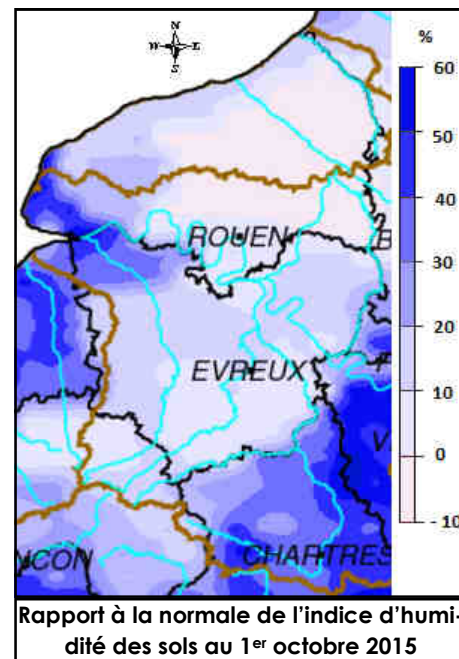 N
W E
S
%
60
50
40
30
20
10
0
- 10
ROUEN
B
EVREUX
P
V
NCON
CHARTRES
Rapport à la normale de l'indice d'humi-
dité des sols au 1er octobre 2015